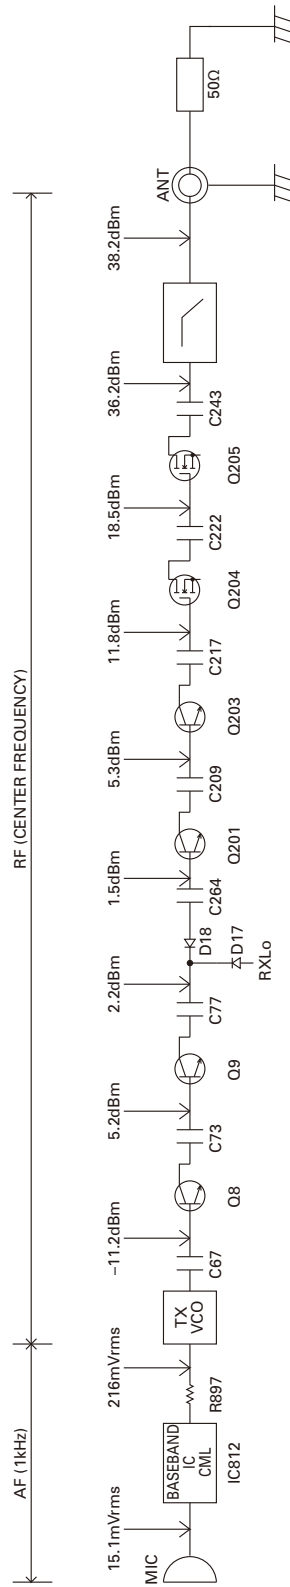 AF (1kHz)
RF (CENTER FREQUENCY)
15.1mVrms
216mVrms
–11.2dBm
5.2dBm
2.2dBm
1.5dBm
5.3dBm
11.8dBm
18.5dBm
36.2dBm
38.2dBm
MIC
BASEBAND
IC
CML
IC812
R897
TX
VCO
C67
Q8
C73
Q9
C77
D18
D17
RXLo
C264
Q201
C209
Q203
C217
Q204
C222
Q205
C243
ANT
50Ω